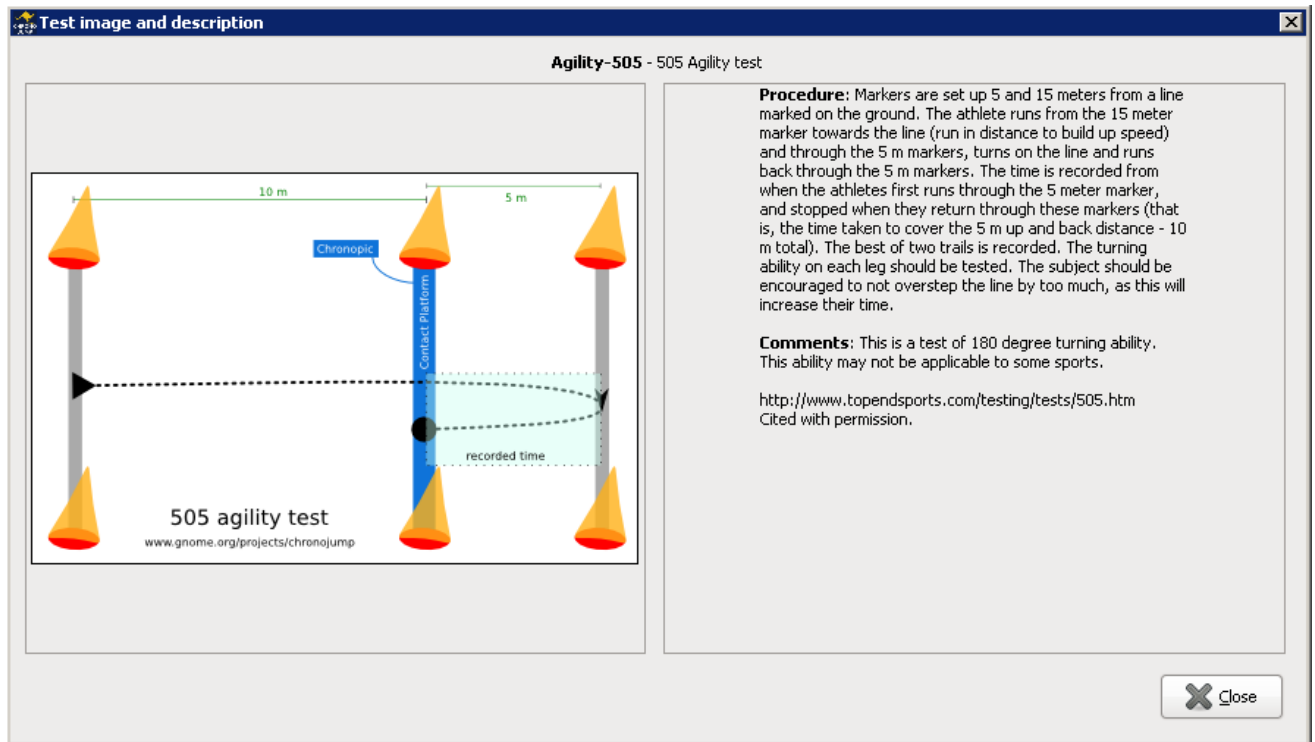 Test image and description
Agility-505 - 505 Agility test
10 m
5 m
Chronopic
Contact Platform
recorded time
505 agility test
www.gnome.org/projects/chronojump
Procedure: Markers are set up 5 and 15 meters from a line
marked on the ground. The athlete runs from the 15 meter
marker towards the line (run in distance to build up speed)
and through the 5 m markers, turns on the line and runs
back through the 5 m markers. The time is recorded from
when the athletes first runs through the 5 meter marker,
and stopped when they return through these markers (that
is, the time taken to cover the 5 m up and back distance - 10
m total). The best of two trails is recorded. The turning
ability on each leg should be tested. The subject should be
encouraged to not overstep the line by too much, as this will
increase their time.
Comments: This is a test of 180 degree turning ability.
This ability may not be applicable to some sports.
http://www.topendsports.com/testing/tests/505.htm
Cited with permission.
Close